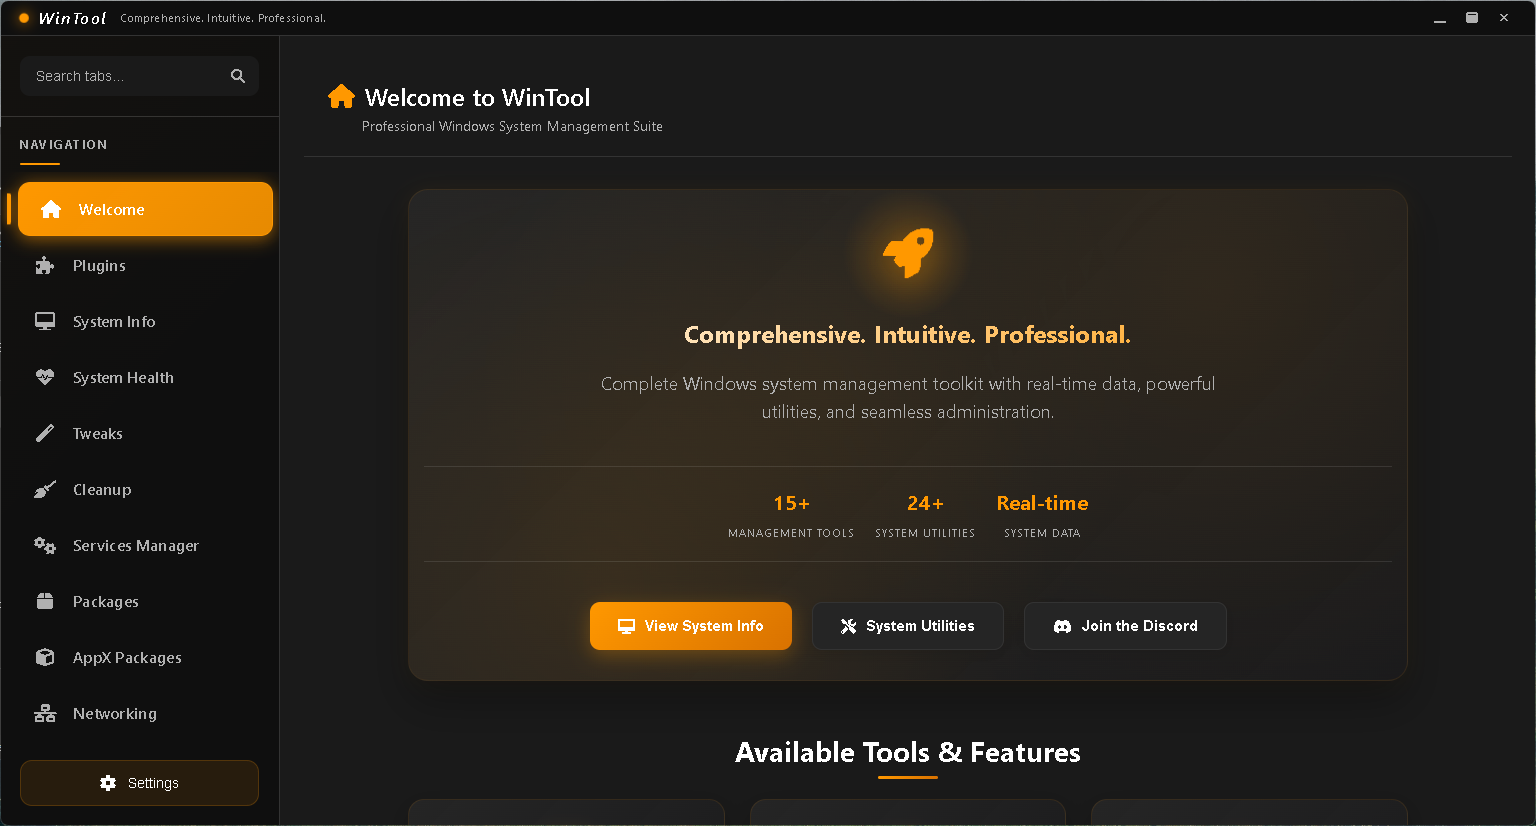 WinTool Comprehensive. Intuitive. Professional.
Search tabs...
NAVIGATION
Welcome
Plugins
System Info
System Health
Tweaks
Cleanup
Services Manager
Packages
AppX Packages
Networking
Settings
Welcome to WinTool
Professional Windows System Management Suite
Comprehensive. Intuitive. Professional.
Complete Windows system management toolkit with real-time data, powerful
utilities, and seamless administration.
15+ 24+ Real-time
MANAGEMENT TOOLS SYSTEM UTILITIES SYSTEM DATA
View System Info System Utilities Join the Discord
Available Tools & Features